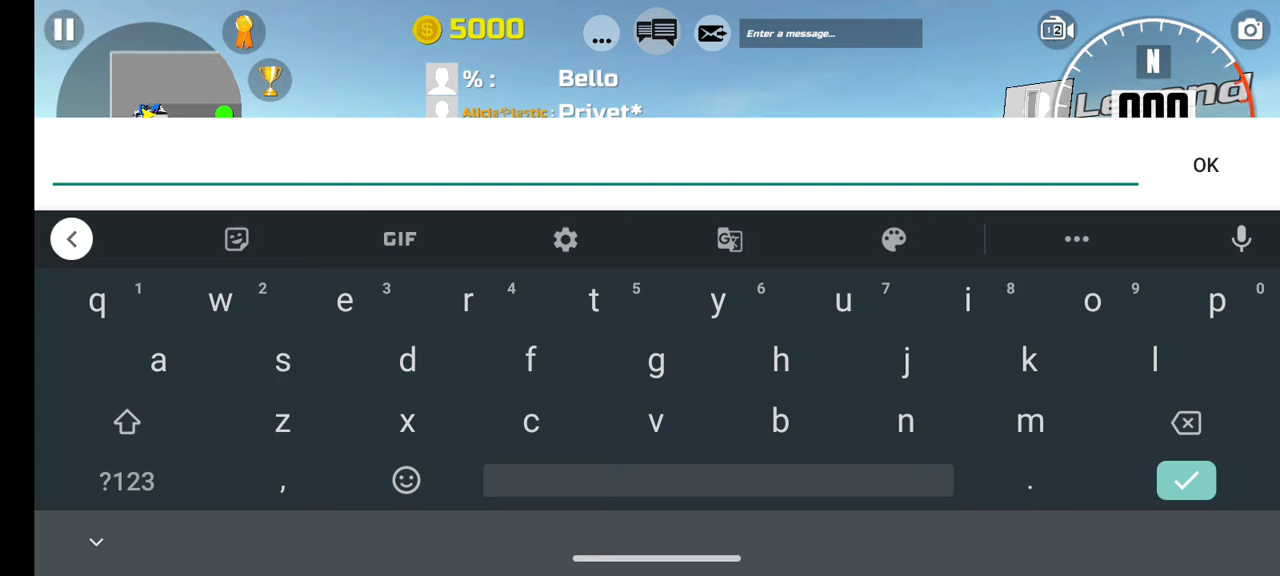 5000
...
Enter a message...
N
% : Bello
Privet*
000
OK
GIF
q 1 w 2 e 3 r 4 t 5 y 6 u 7 i 8 o 9 p 0
a s d f g h j k l
z x c v b n m
?123 , .